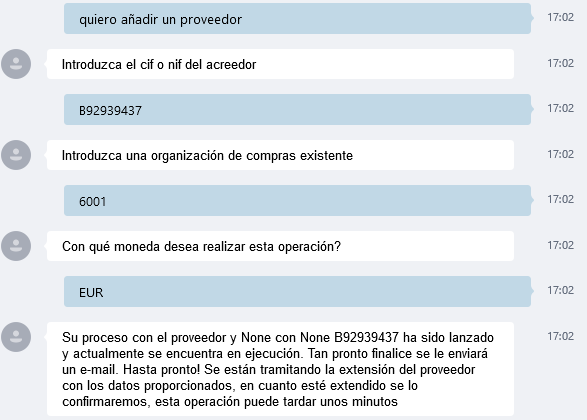 quiero añadir un proveedor 17:02
Introduzca el cif o nif del acreedor 17:02
B92939437 17:02
Introduzca una organización de compras existente 17:02
6001 17:02
Con qué moneda desea realizar esta operación? 17:02
EUR 17:02
Su proceso con el proveedor y None con None B92939437 ha sido lanzado 17:02
y actualmente se encuentra en ejecución. Tan pronto finalice se le enviará
un e-mail. Hasta pronto! Se están tramitando la extensión del proveedor
con los datos proporcionados, en cuanto esté extendido se lo
confirmaremos, esta operación puede tardar unos minutos